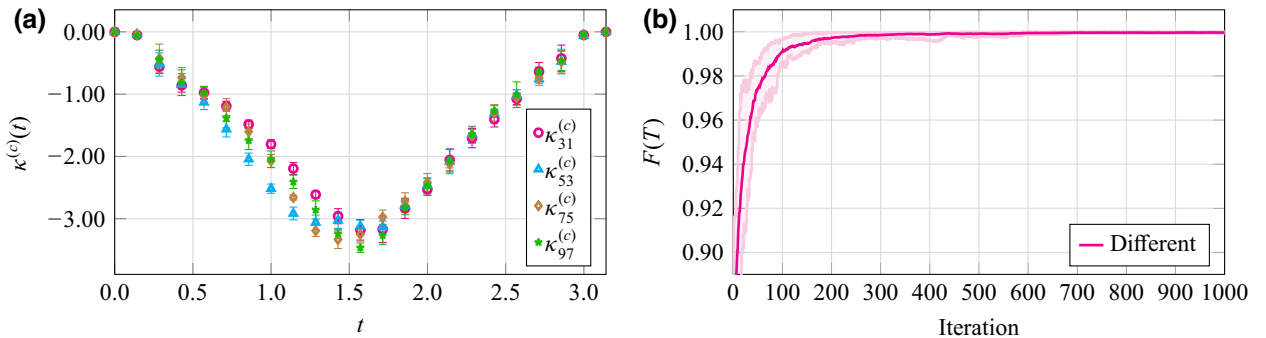 (a)
0.00
−1.00
−2.00
−3.00
κ^(c)(t)
0.0
0.5
1.0
1.5
2.0
2.5
3.0
t
κ_31^(c)
κ_53^(c)
κ_75^(c)
κ_97^(c)
(b)
1.00
0.98
0.96
0.94
0.92
0.90
F(T)
0
100
200
300
400
500
600
700
800
900
1000
Iteration
Different